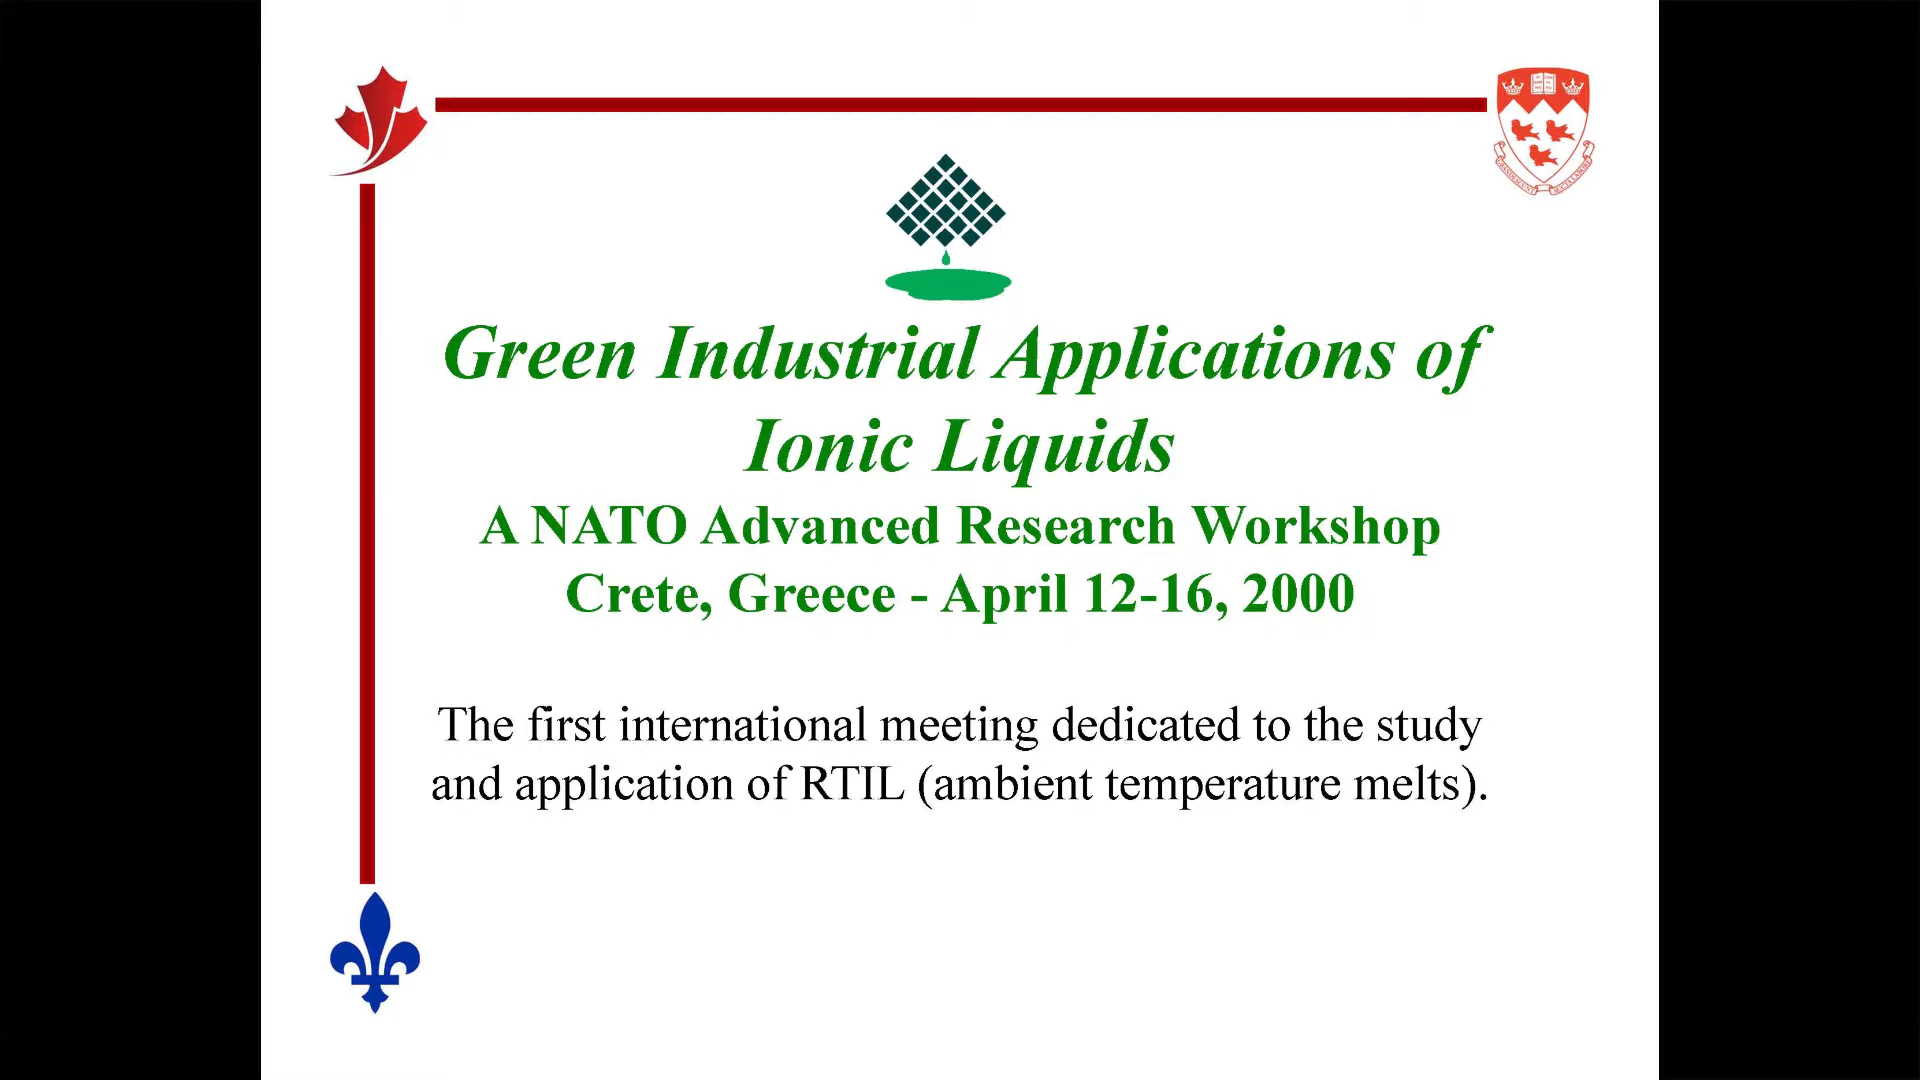 Green Industrial Applications of
Ionic Liquids
A NATO Advanced Research Workshop
Crete, Greece - April 12-16, 2000
The first international meeting dedicated to the study
and application of RTIL (ambient temperature melts).